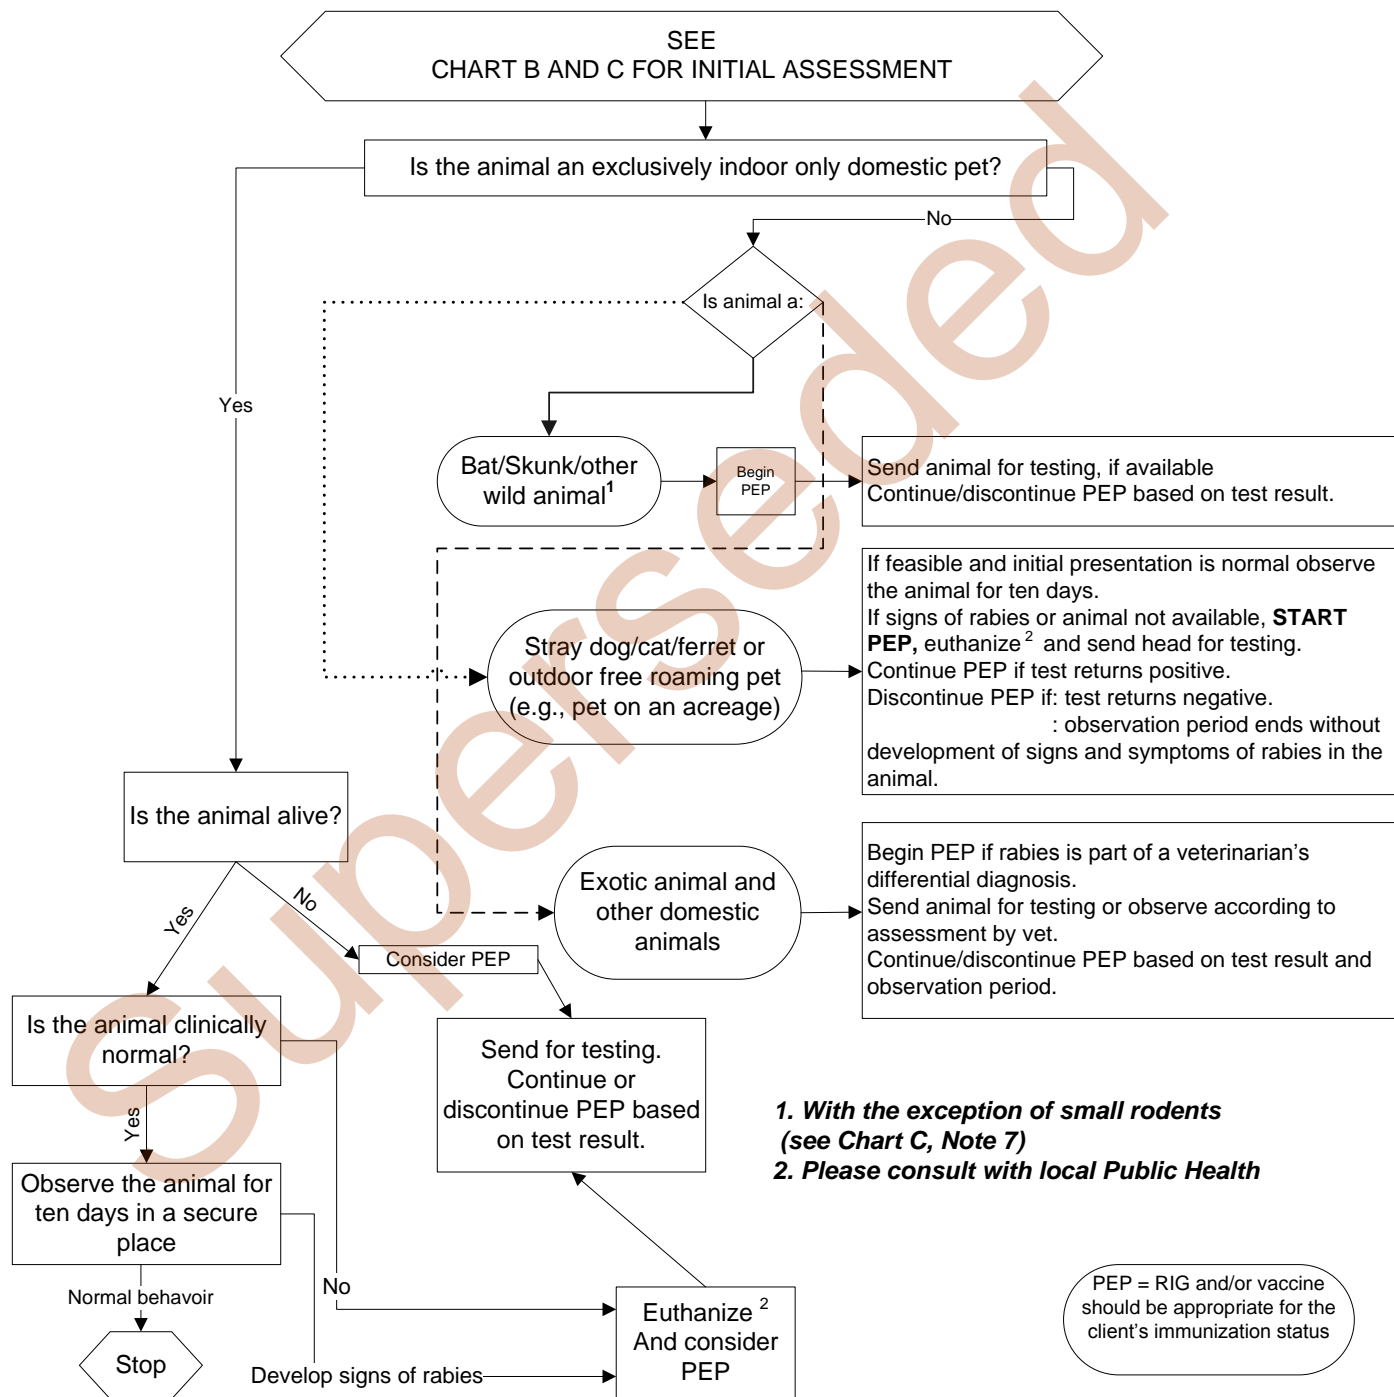 SEE
CHART B AND C FOR INITIAL ASSESSMENT
Is the animal an exclusively indoor only domestic pet?
No
Is animal a:
Yes
Bat/Skunk/other
wild animal1
Begin
PEP
Send animal for testing, if available
Continue/discontinue PEP based on test result.
If feasible and initial presentation is normal observe
the animal for ten days.
If signs of rabies or animal not available, START
PEP, euthanize 2 and send head for testing.
Continue PEP if test returns positive.
Discontinue PEP if: test returns negative.
: observation period ends without
development of signs and symptoms of rabies in the
animal.
Stray dog/cat/ferret or
outdoor free roaming pet
(e.g., pet on an acreage)
Is the animal alive?
Exotic animal and
other domestic
animals
Begin PEP if rabies is part of a veterinarian's
differential diagnosis.
Send animal for testing or observe according to
assessment by vet.
Continue/discontinue PEP based on test result and
observation period.
Yes
No
Consider PEP
Is the animal clinically
normal?
Send for testing.
Continue or
discontinue PEP based
on test result.
Yes
1. With the exception of small rodents
(see Chart C, Note 7)
2. Please consult with local Public Health
Observe the animal for
ten days in a secure
place
No
Normal behavoir
Stop
Develop signs of rabies
Euthanize 2
And consider
PEP
PEP = RIG and/or vaccine
should be appropriate for the
client's immunization status
Superseded